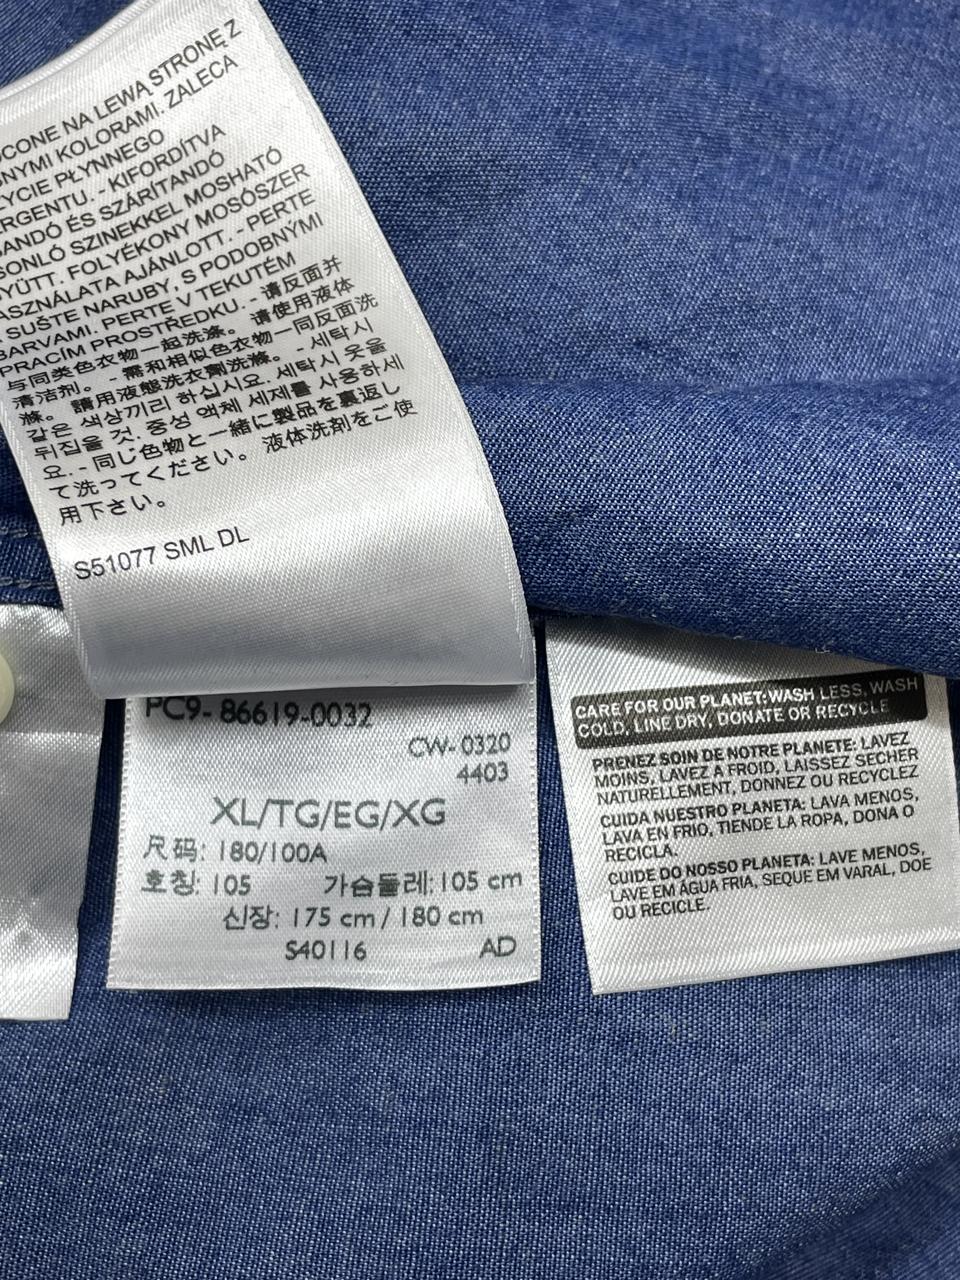 NA LEWĄ STRONĘ Z
KOLORAMI. ZALECA
PŁYNNEGO
- KIFORDÍTVA
ÉS SZÁRÍTANDÓ
SZINEKKEL MOSHATÓ
FOLYÉKONY MOSÓSZER
AJÁNLOTT. - PERTE
A SUŠTE NARUBY, S PODOBNÝMI
BARVAMI. PERTE V TEKUTÉM
PRACÍM PROSTŘEDKU. - 请反面并
与同类色衣物一起洗涤。请使用液体
清洁剂。 - 需和相似色衣物一同反面洗
滌。 請用液態洗衣劑洗滌。 - 세탁시
같은 색상끼리 하십시요. 세탁시 옷을
뒤집을 것. 중성 액체 세제를 사용하세
요. - 同じ色物と一緒に製品を裏返し
て洗ってください。 液体洗剤をご使
用下さい。
S51077 SML DL
PC9- 86619-0032
CW- 0320
4403
XL/TG/EG/XG
尺码: 180/100A
호칭: 105 가슴둘레: 105 cm
신장: 175 cm / 180 cm
S40116 AD
CARE FOR OUR PLANET: WASH LESS, WASH
COLD, LINE DRY, DONATE OR RECYCLE
PRENEZ SOIN DE NOTRE PLANETE: LAVEZ
MOINS, LAVEZ A FROID, LAISSEZ SECHER
NATURELLEMENT, DONNEZ OU RECYCLEZ
CUIDA NUESTRO PLANETA: LAVA MENOS,
LAVA EN FRIO, TIENDE LA ROPA, DONA O
RECICLA.
CUIDE DO NOSSO PLANETA: LAVE MENOS,
LAVE EM ÁGUA FRIA, SEQUE EM VARAL, DOE
OU RECICLE.